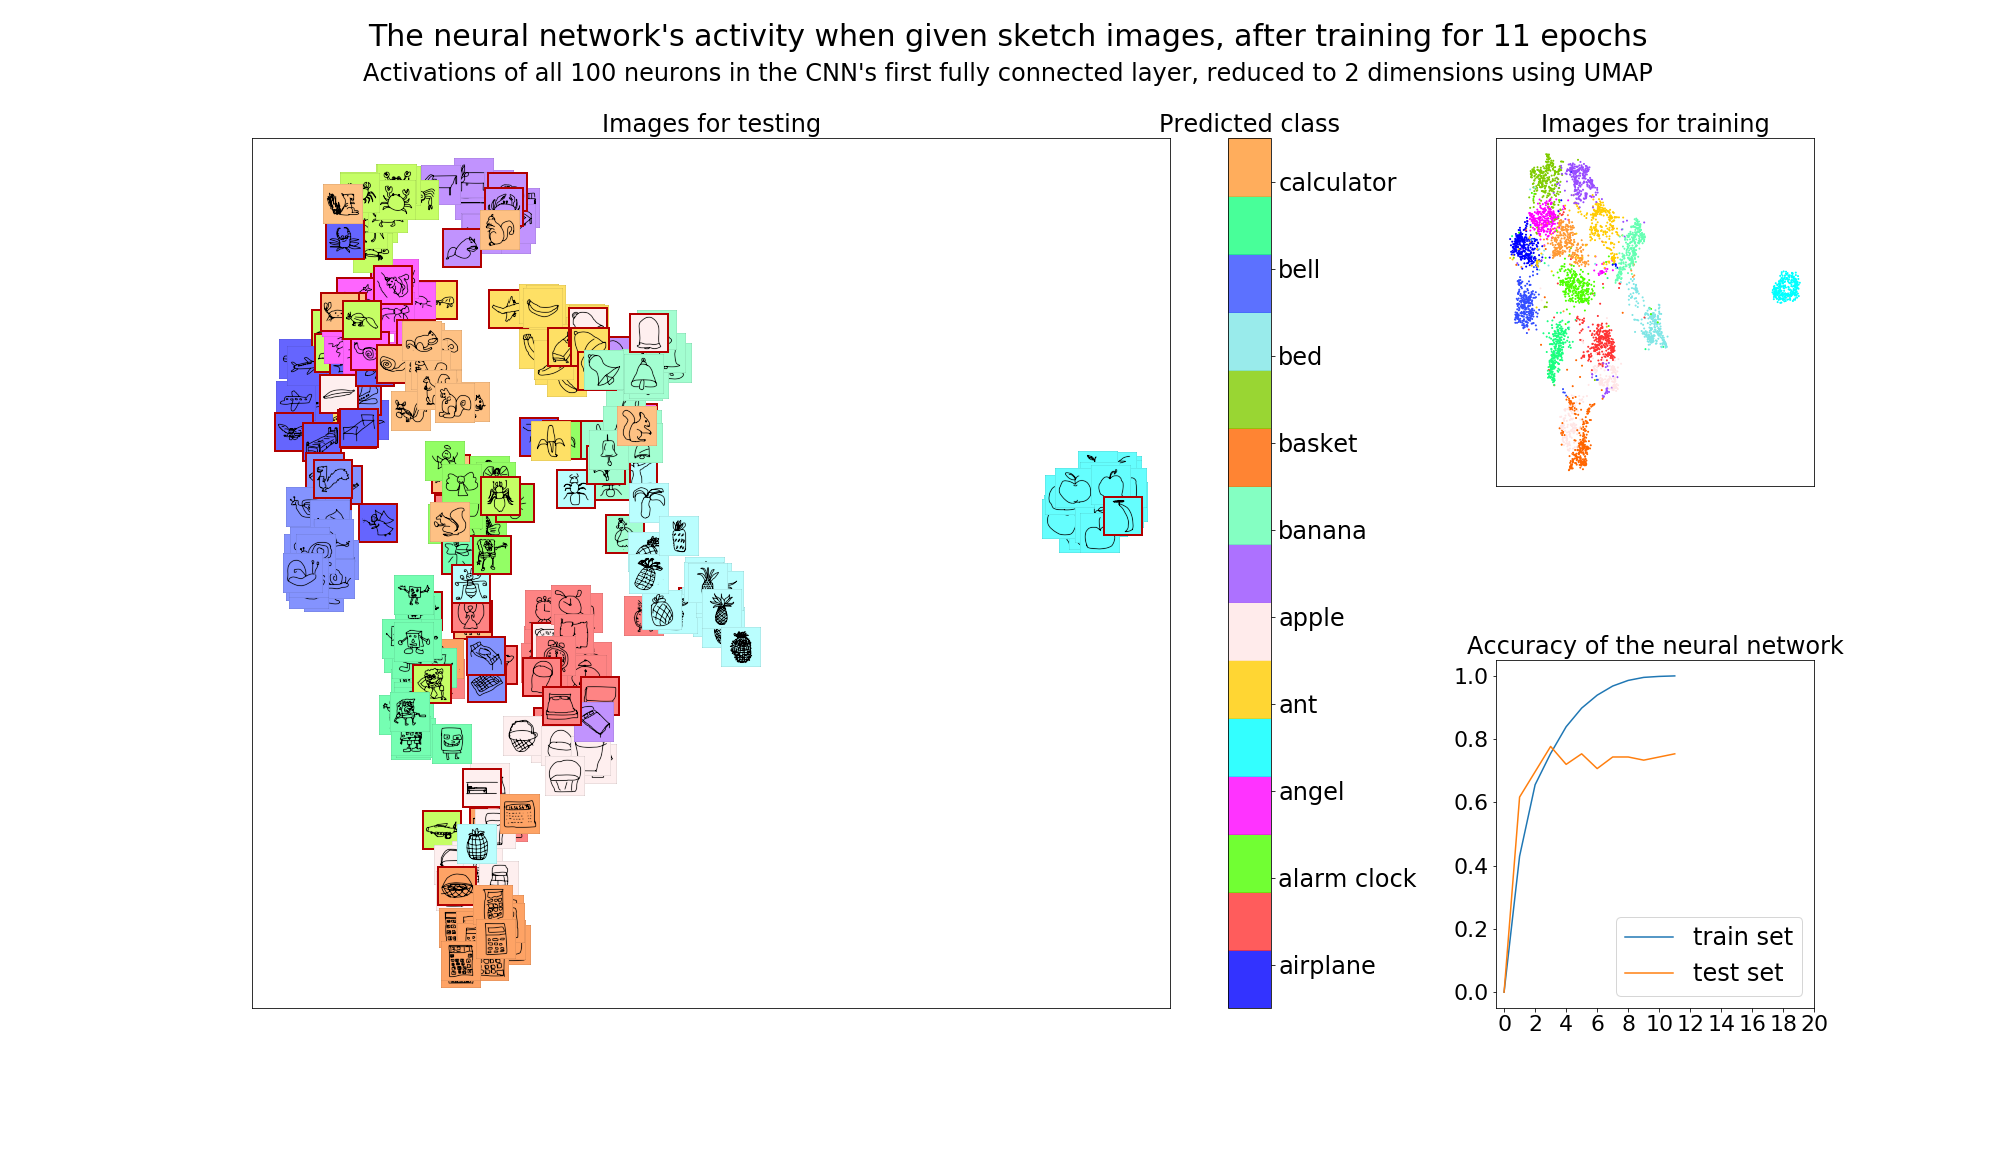 The neural network's activity when given sketch images, after training for 11 epochs
Activations of all 100 neurons in the CNN's first fully connected layer, reduced to 2 dimensions using UMAP
Images for testing
Predicted class
calculator
bell
bed
basket
banana
apple
ant
angel
alarm clock
airplane
Images for training
Accuracy of the neural network
1.0
0.8
0.6
0.4
0.2
0.0
train set
test set
0 2 4 6 8 10 12 14 16 18 20